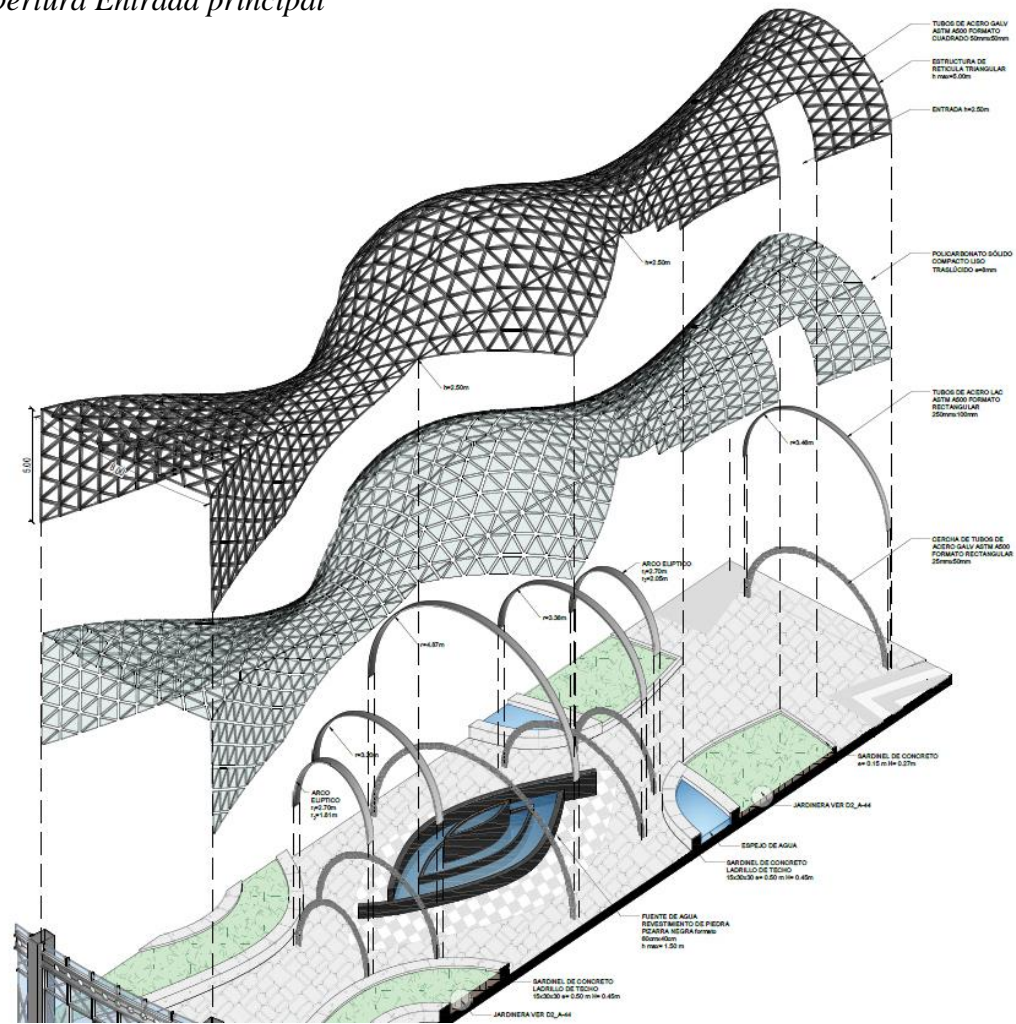 bertura Entrada principal
TUBOS DE ACERO GALV
ASTM A500 FORMATO
CUADRADO 50mmx50mm
ESTRUCTURA DE
RETICULA TRIANGULAR
h max=5.00m
ENTRADA h=2.50m
h=2.50m
POLICARBONATO SÓLIDO
COMPACTO LISO
TRASLÚCIDO e=8mm
h=2.50m
TUBOS DE ACERO LAC
ASTM A500 FORMATO
RECTANGULAR
250mmx100mm
r=3.46m
5.00
CERCHA DE TUBOS DE
ACERO GALV ASTM A500
FORMATO RECTANGULAR
25mmx50mm
ARCO ELIPTICO
r₁=2.70m
r₂=2.05m
r=3.36m
r=4.87m
SARDINEL DE CONCRETO
a= 0.15 m H= 0.27m
ARCO
ELIPTICO
r₁=2.70m
r₂=1.81m
JARDINERA VER D2_A-44
ESPEJO DE AGUA
SARDINEL DE CONCRETO
LADRILLO DE TECHO
15x30x30 a= 0.50 m H= 0.45m
FUENTE DE AGUA
REVESTIMIENTO DE PIEDRA
PIZARRA NEGRA formato
60cmx40cm
h max= 1.50 m
SARDINEL DE CONCRETO
LADRILLO DE TECHO
15x30x30 a= 0.50 m H= 0.45m
JARDINERA VER D2_A-44